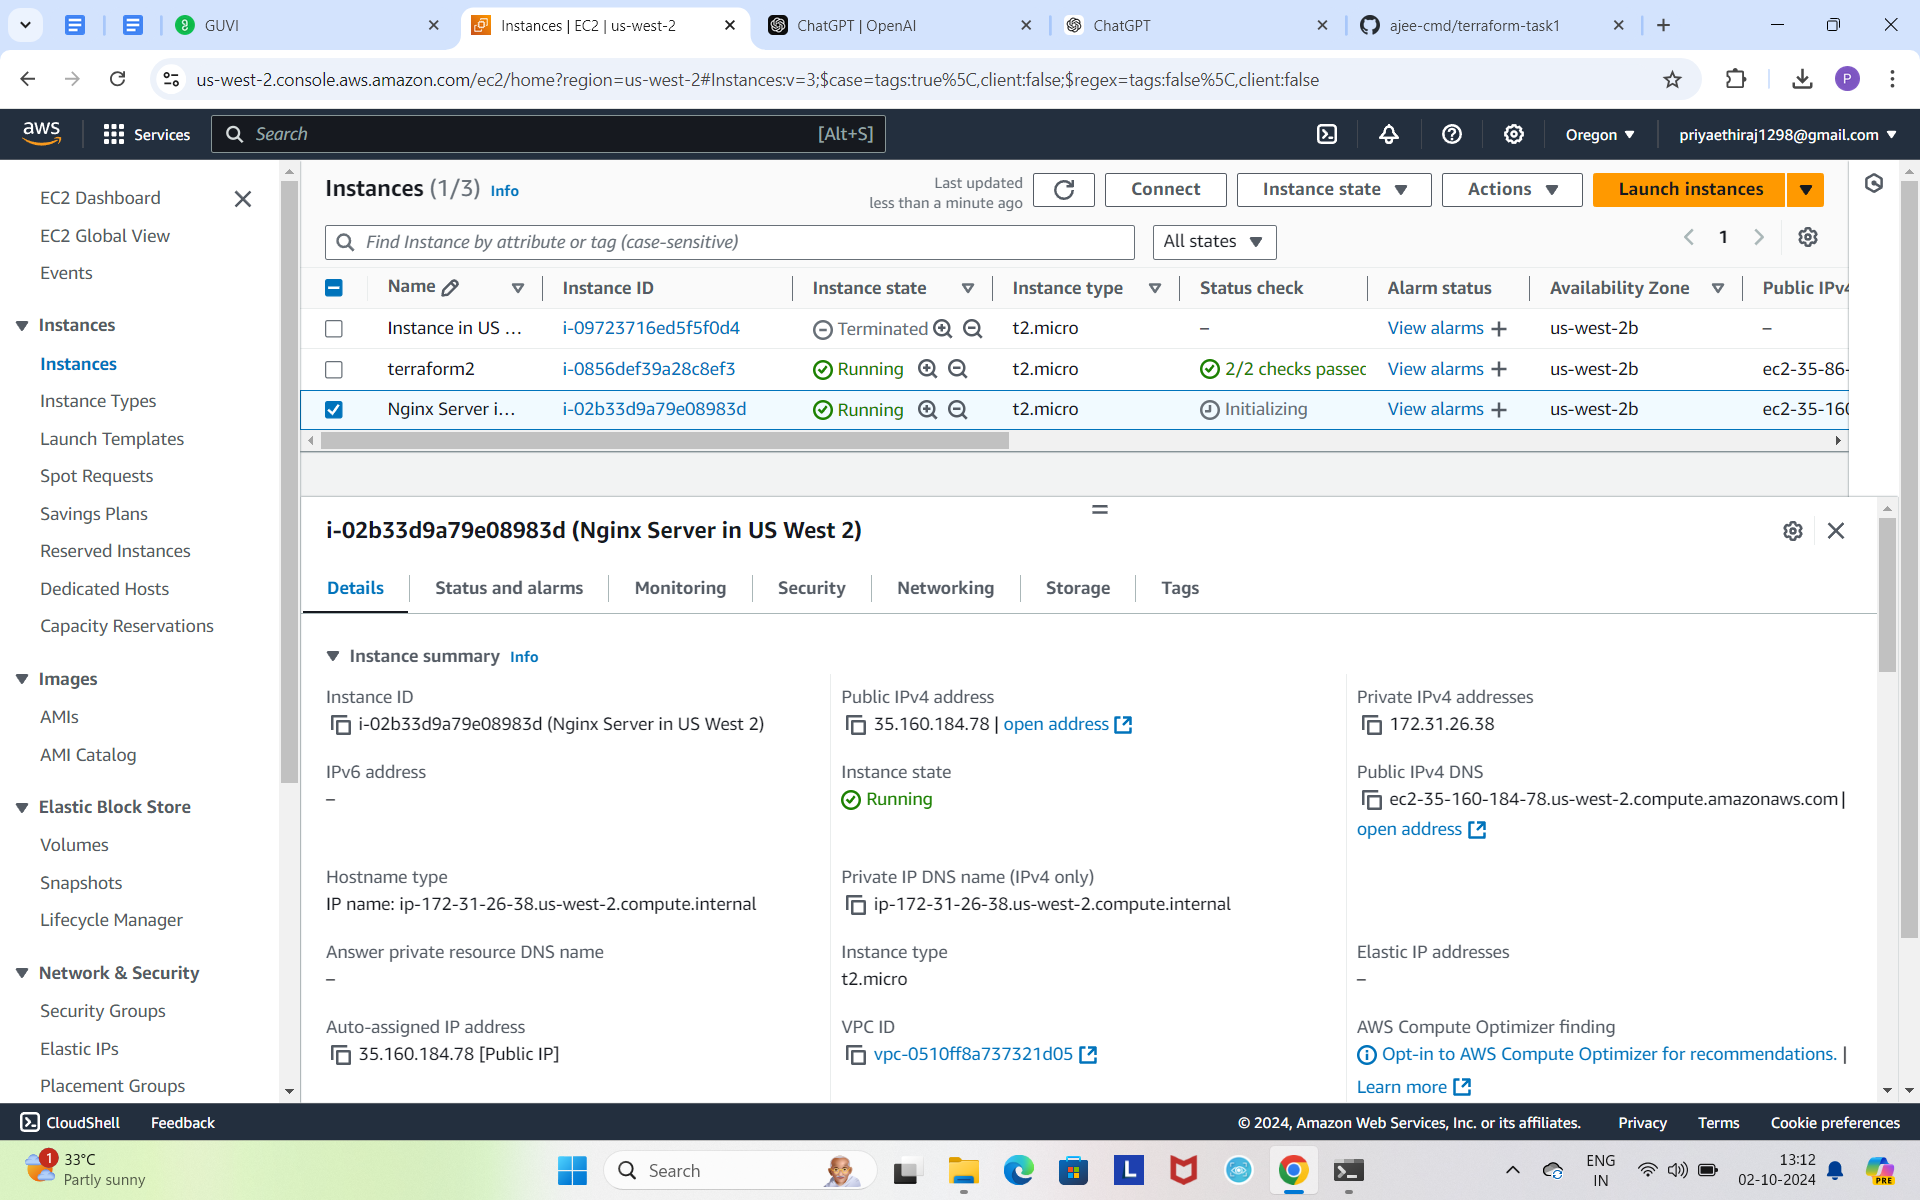 GUVI
Instances | EC2 | us-west-2
ChatGPT | OpenAI
ChatGPT
ajee-cmd/terraform-task1
us-west-2.console.aws.amazon.com/ec2/home?region=us-west-2#Instances:v=3;$case=tags:true%5C,client:false;$regex=tags:false%5C,client:false
P
aws
Services
Search
[Alt+S]
Oregon
priyaethiraj1298@gmail.com
EC2 Dashboard
EC2 Global View
Events
Instances
Instances
Instance Types
Launch Templates
Spot Requests
Savings Plans
Reserved Instances
Dedicated Hosts
Capacity Reservations
Images
AMIs
AMI Catalog
Elastic Block Store
Volumes
Snapshots
Lifecycle Manager
Network & Security
Security Groups
Elastic IPs
Placement Groups
Instances (1/3) Info
Last updated
less than a minute ago
Connect
Instance state
Actions
Launch instances
Find Instance by attribute or tag (case-sensitive)
All states
1
Name Instance ID Instance state Instance type Status check Alarm status Availability Zone Public IPv4
Instance in US ... i-09723716ed5f5f0d4 Terminated t2.micro – View alarms us-west-2b –
terraform2 i-0856def39a28c8ef3 Running t2.micro 2/2 checks passec View alarms us-west-2b ec2-35-86-
Nginx Server i... i-02b33d9a79e08983d Running t2.micro Initializing View alarms us-west-2b ec2-35-160
i-02b33d9a79e08983d (Nginx Server in US West 2)
Details Status and alarms Monitoring Security Networking Storage Tags
Instance summary Info
Instance ID
i-02b33d9a79e08983d (Nginx Server in US West 2)
Public IPv4 address
35.160.184.78 | open address
Private IPv4 addresses
172.31.26.38
IPv6 address
–
Instance state
Running
Public IPv4 DNS
ec2-35-160-184-78.us-west-2.compute.amazonaws.com |
open address
Hostname type
IP name: ip-172-31-26-38.us-west-2.compute.internal
Private IP DNS name (IPv4 only)
ip-172-31-26-38.us-west-2.compute.internal
Answer private resource DNS name
–
Instance type
t2.micro
Elastic IP addresses
–
Auto-assigned IP address
35.160.184.78 [Public IP]
VPC ID
vpc-0510ff8a737321d05
AWS Compute Optimizer finding
Opt-in to AWS Compute Optimizer for recommendations. |
Learn more
CloudShell
Feedback
© 2024, Amazon Web Services, Inc. or its affiliates.
Privacy
Terms
Cookie preferences
1
33°C
Partly sunny
Search
L
ENG
IN
13:12
02-10-2024
PRE